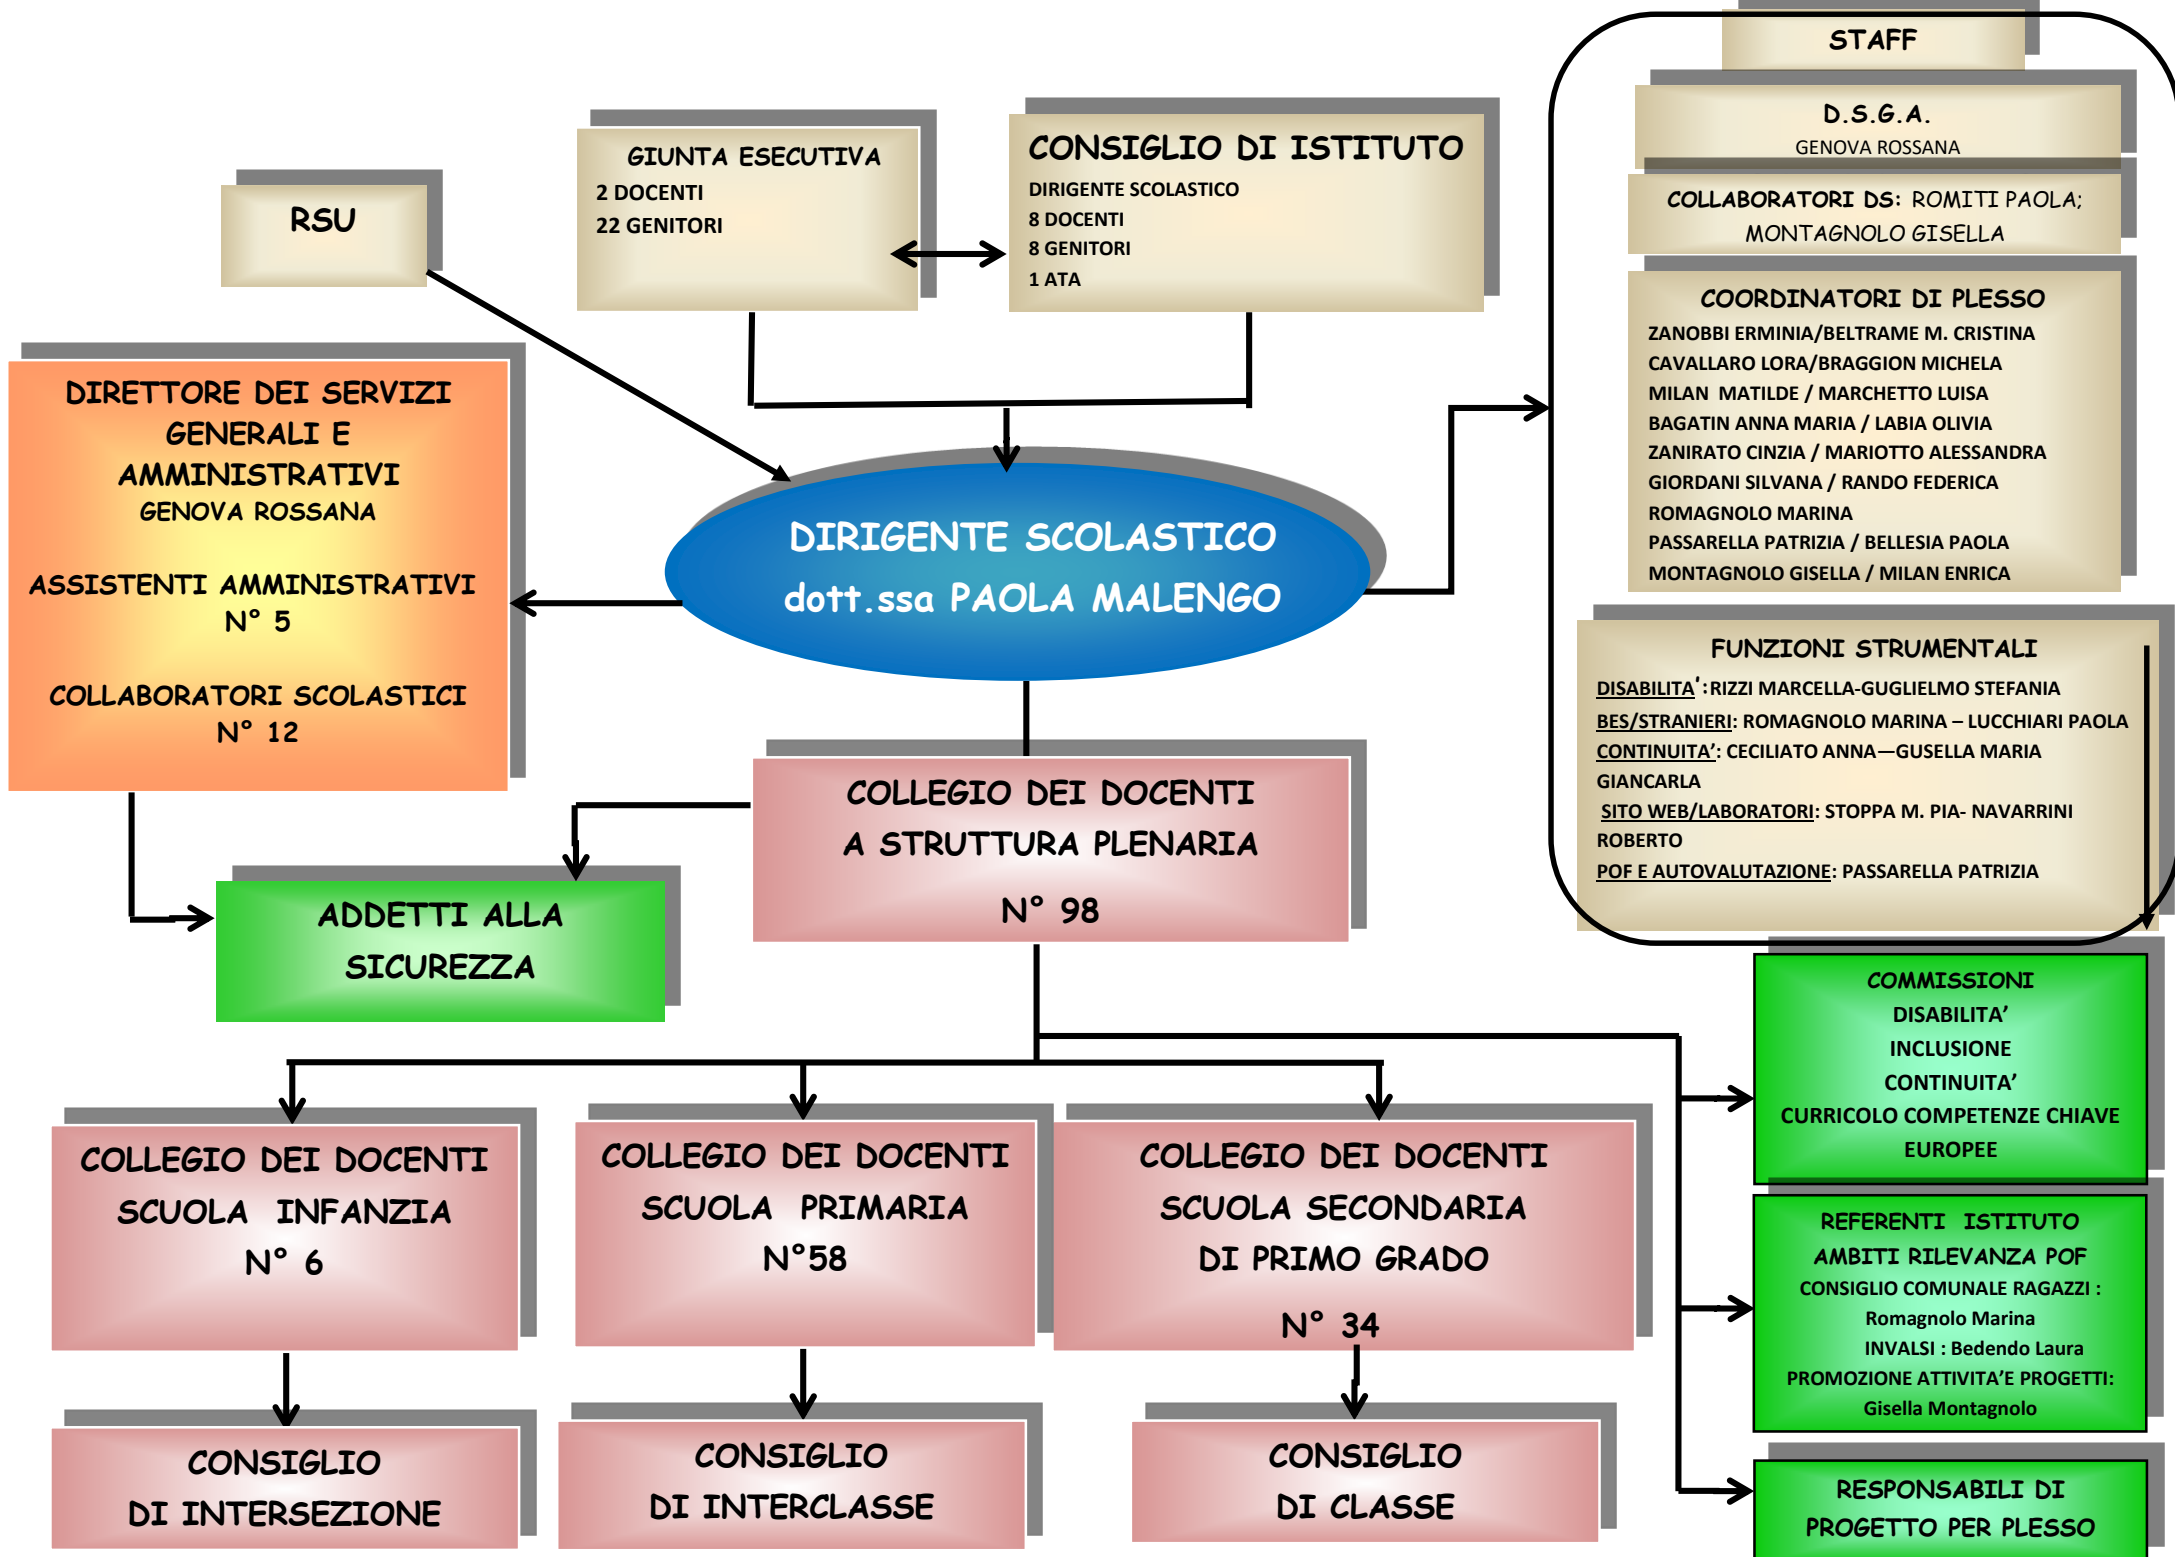 STAFF
D.S.G.A.
GENOVA ROSSANA
COLLABORATORI DS: ROMITI PAOLA;
MONTAGNOLO GISELLA
COORDINATORI DI PLESSO
ZANOBBI ERMINIA/BELTRAME M. CRISTINA
CAVALLARO LORA/BRAGGION MICHELA
MILAN MATILDE / MARCHETTO LUISA
BAGATIN ANNA MARIA / LABIA OLIVIA
ZANIRATO CINZIA / MARIOTTO ALESSANDRA
GIORDANI SILVANA / RANDO FEDERICA
ROMAGNOLO MARINA
PASSARELLA PATRIZIA / BELLESIA PAOLA
MONTAGNOLO GISELLA / MILAN ENRICA
FUNZIONI STRUMENTALI
DISABILITA':RIZZI MARCELLA-GUGLIELMO STEFANIA
BES/STRANIERI: ROMAGNOLO MARINA – LUCCHIARI PAOLA
CONTINUITA’: CECILIATO ANNA—GUSELLA MARIA
GIANCARLA
SITO WEB/LABORATORI: STOPPA M. PIA- NAVARRINI
ROBERTO
POF E AUTOVALUTAZIONE: PASSARELLA PATRIZIA
GIUNTA ESECUTIVA
2 DOCENTI
22 GENITORI
CONSIGLIO DI ISTITUTO
DIRIGENTE SCOLASTICO
8 DOCENTI
8 GENITORI
1 ATA
RSU
DIRETTORE DEI SERVIZI
GENERALI E
AMMINISTRATIVI
GENOVA ROSSANA
ASSISTENTI AMMINISTRATIVI
N° 5
COLLABORATORI SCOLASTICI
N° 12
DIRIGENTE SCOLASTICO
dott.ssa PAOLA MALENGO
COLLEGIO DEI DOCENTI
A STRUTTURA PLENARIA
N° 98
ADDETTI ALLA
SICUREZZA
COMMISSIONI
DISABILITA’
INCLUSIONE
CONTINUITA’
CURRICOLO COMPETENZE CHIAVE
EUROPEE
COLLEGIO DEI DOCENTI
SCUOLA INFANZIA
N° 6
COLLEGIO DEI DOCENTI
SCUOLA PRIMARIA
N°58
COLLEGIO DEI DOCENTI
SCUOLA SECONDARIA
DI PRIMO GRADO
N° 34
REFERENTI ISTITUTO
AMBITI RILEVANZA POF
CONSIGLIO COMUNALE RAGAZZI :
Romagnolo Marina
INVALSI : Bedendo Laura
PROMOZIONE ATTIVITA’E PROGETTI:
Gisella Montagnolo
CONSIGLIO
DI INTERSEZIONE
CONSIGLIO
DI INTERCLASSE
CONSIGLIO
DI CLASSE
RESPONSABILI DI
PROGETTO PER PLESSO